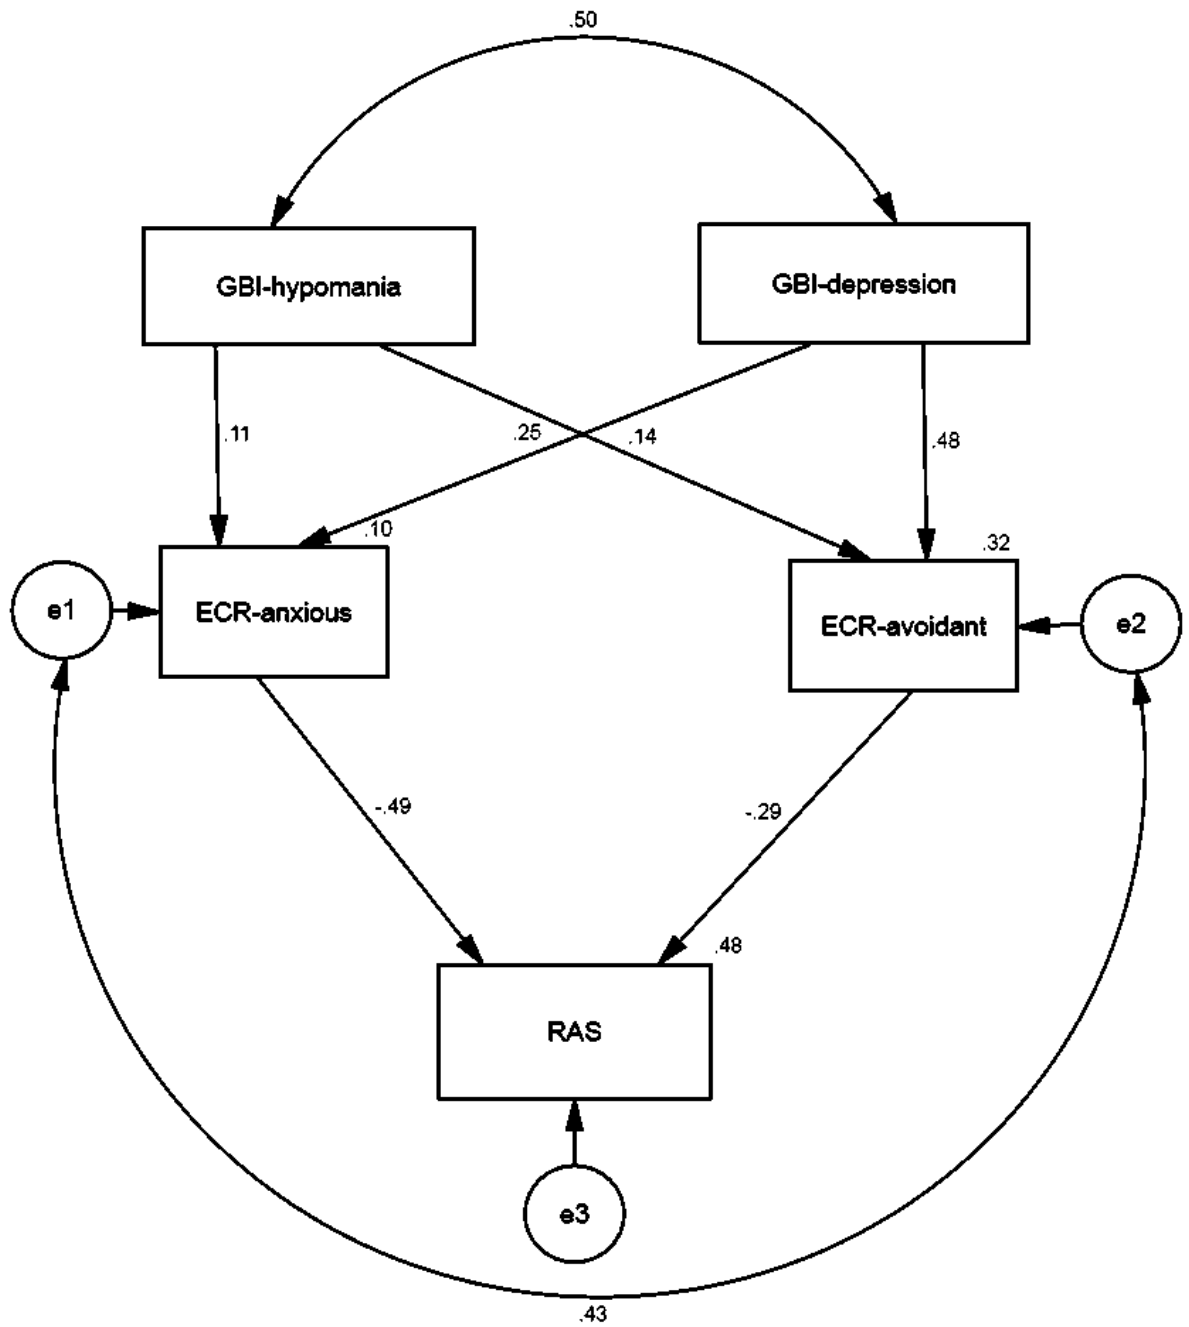 .50
GBI-hypomania
GBI-depression
.11
.25
.14
.48
.10
.32
e1
ECR-anxious
ECR-avoidant
e2
-.49
-.29
.48
RAS
e3
.43